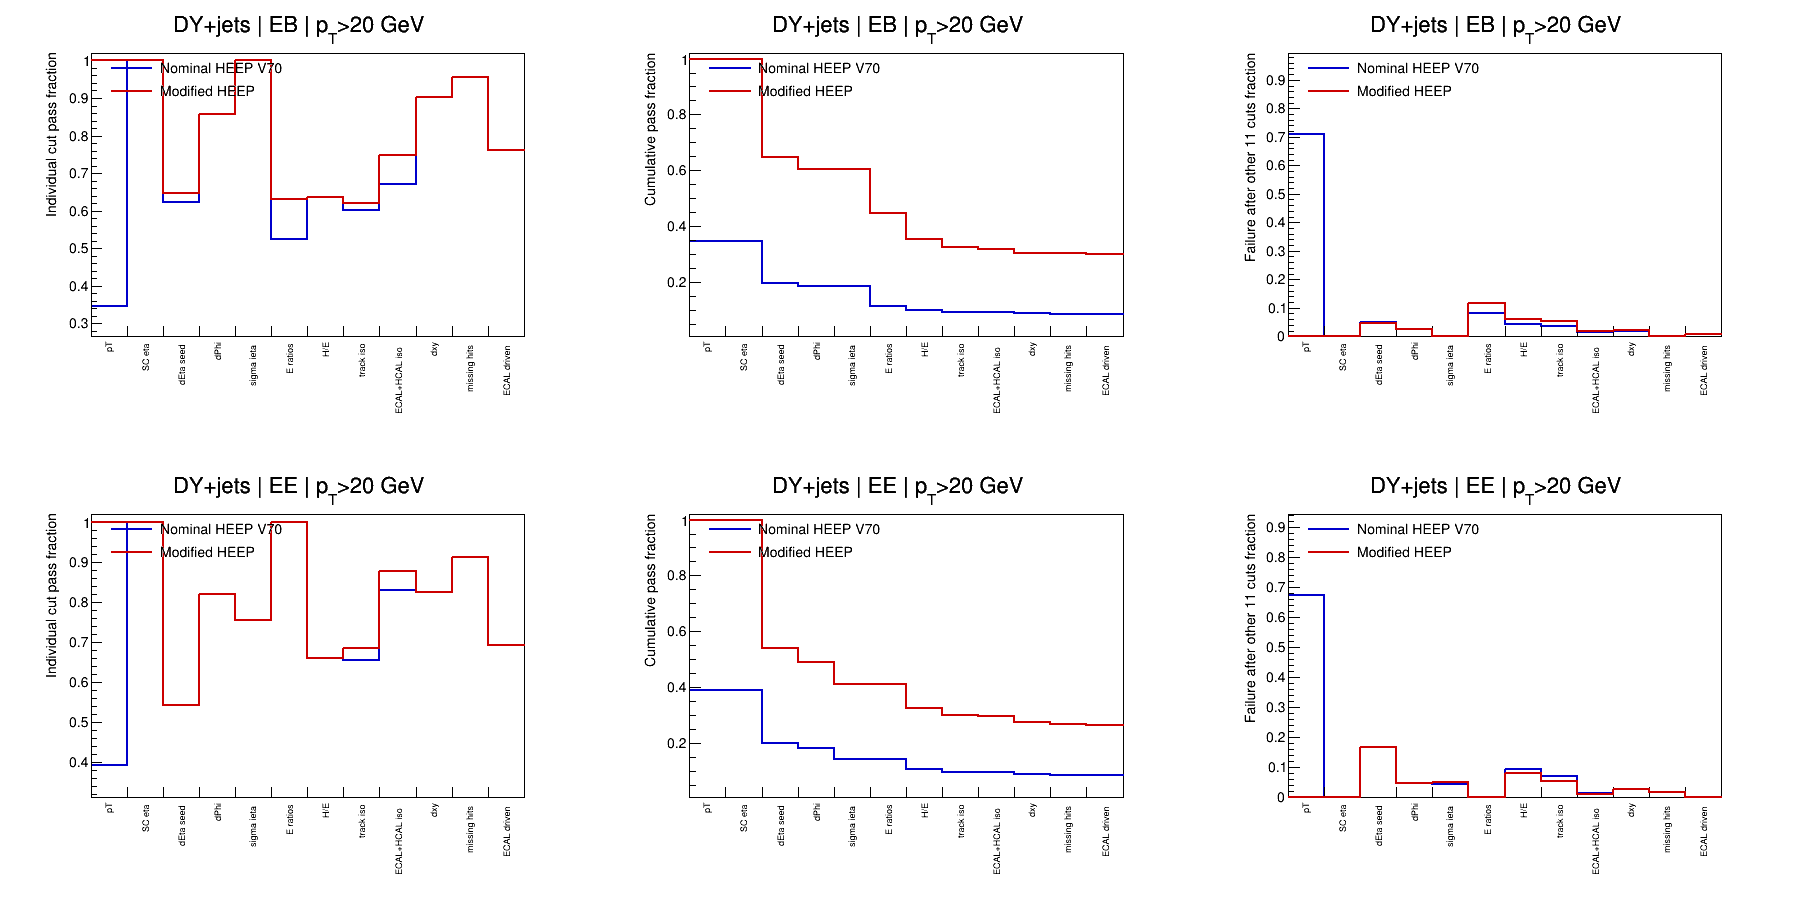 DY+jets | EB | pT>20 GeV
Individual cut pass fraction
1
0.9
0.8
0.7
0.6
0.5
0.4
0.3
Nominal HEEP V70
Modified HEEP
pT
SC eta
dEta seed
dPhi
sigma ieta
E ratios
H/E
track iso
ECAL+HCAL iso
dxy
missing hits
ECAL driven
DY+jets | EB | pT>20 GeV
Cumulative pass fraction
1
0.8
0.6
0.4
0.2
Nominal HEEP V70
Modified HEEP
pT
SC eta
dEta seed
dPhi
sigma ieta
E ratios
H/E
track iso
ECAL+HCAL iso
dxy
missing hits
ECAL driven
DY+jets | EB | pT>20 GeV
Failure after other 11 cuts fraction
0.9
0.8
0.7
0.6
0.5
0.4
0.3
0.2
0.1
0
Nominal HEEP V70
Modified HEEP
pT
SC eta
dEta seed
dPhi
sigma ieta
E ratios
H/E
track iso
ECAL+HCAL iso
dxy
missing hits
ECAL driven
DY+jets | EE | pT>20 GeV
Individual cut pass fraction
1
0.9
0.8
0.7
0.6
0.5
0.4
Nominal HEEP V70
Modified HEEP
pT
SC eta
dEta seed
dPhi
sigma ieta
E ratios
H/E
track iso
ECAL+HCAL iso
dxy
missing hits
ECAL driven
DY+jets | EE | pT>20 GeV
Cumulative pass fraction
1
0.8
0.6
0.4
0.2
Nominal HEEP V70
Modified HEEP
pT
SC eta
dEta seed
dPhi
sigma ieta
E ratios
H/E
track iso
ECAL+HCAL iso
dxy
missing hits
ECAL driven
DY+jets | EE | pT>20 GeV
Failure after other 11 cuts fraction
0.9
0.8
0.7
0.6
0.5
0.4
0.3
0.2
0.1
0
Nominal HEEP V70
Modified HEEP
pT
SC eta
dEta seed
dPhi
sigma ieta
E ratios
H/E
track iso
ECAL+HCAL iso
dxy
missing hits
ECAL driven